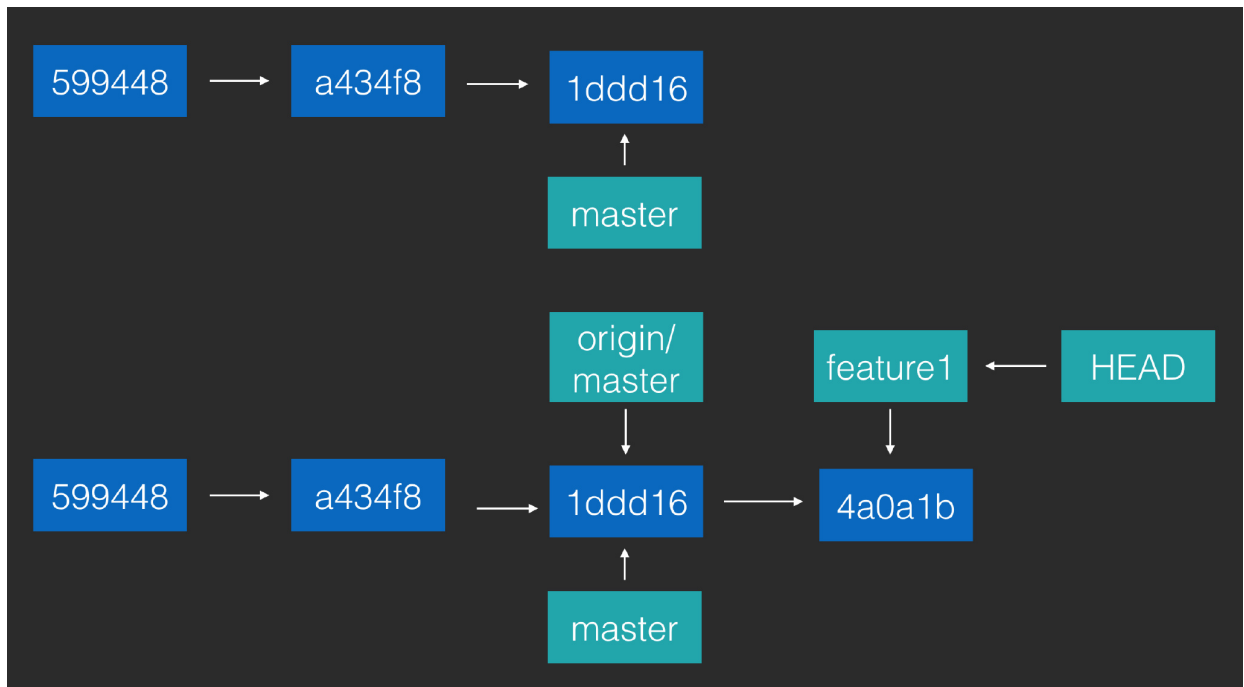 599448
a434f8
1ddd16
master
origin/
master
feature1
HEAD
599448
a434f8
1ddd16
4a0a1b
master